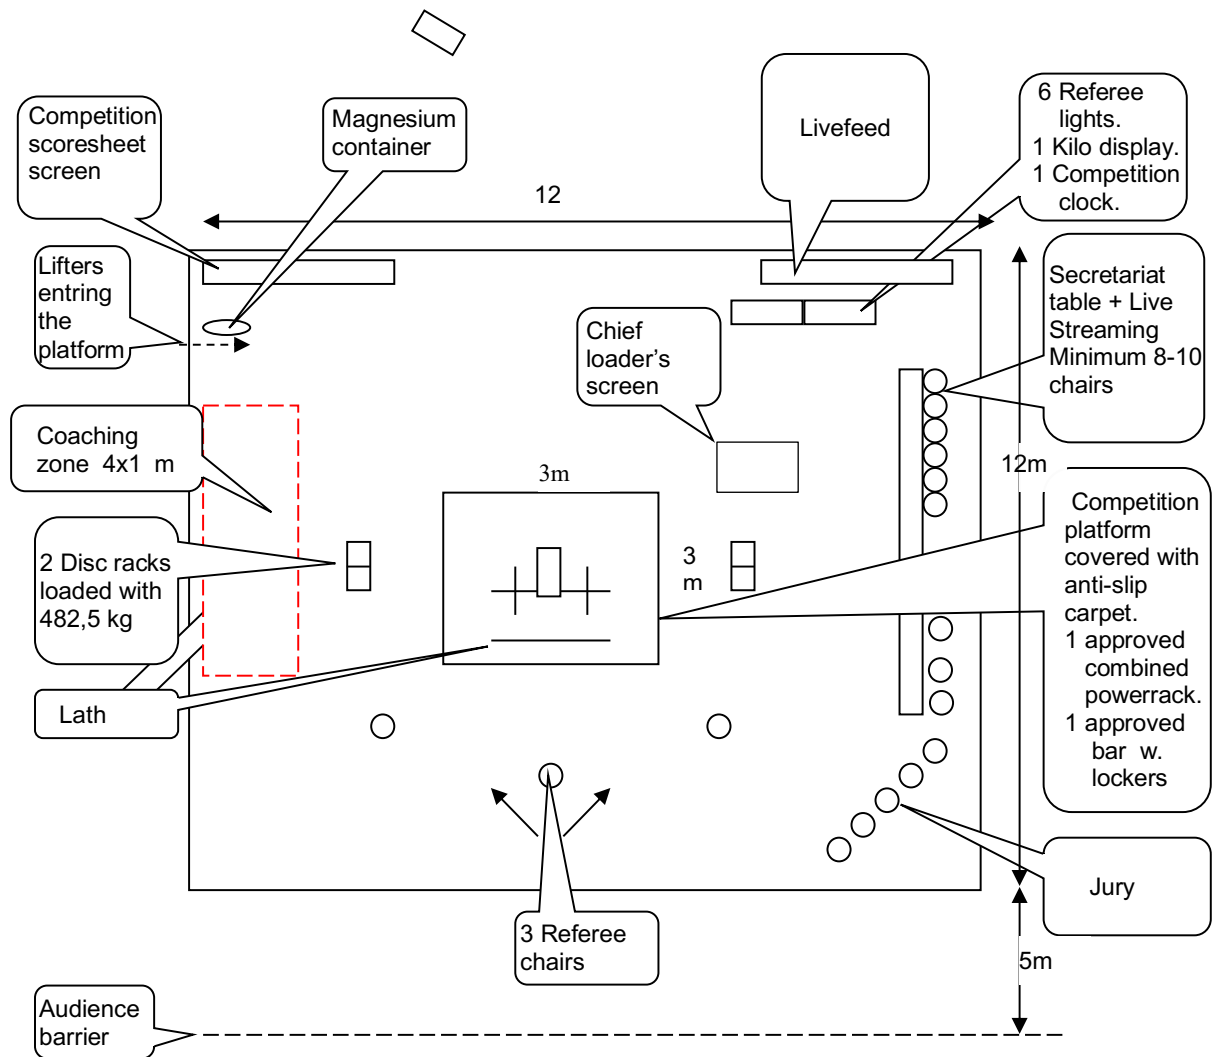 Competition
scoresheet
screen
Magnesium
container
Livefeed
6 Referee
lights.
1 Kilo display.
1 Competition
clock.
12
Lifters
entring
the
platform
Chief
loader's
screen
Secretariat
table + Live
Streaming
Minimum 8-10
chairs
Coaching
zone 4x1 m
3m
12m
2 Disc racks
loaded with
482,5 kg
3
m
Competition
platform
covered with
anti-slip
carpet.
1 approved
combined
powerrack.
1 approved
bar w.
lockers
Lath
Jury
3 Referee
chairs
5m
Audience
barrier